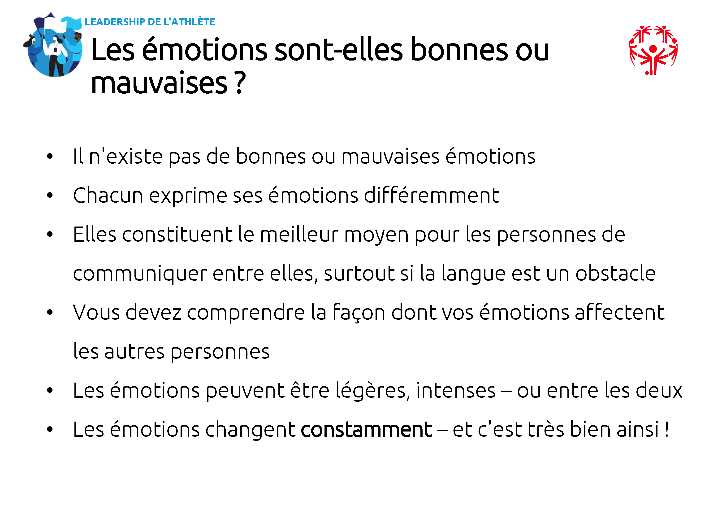 LEADERSHIP DE L'ATHLÈTE
Les émotions sont-elles bonnes ou
mauvaises ?
• Il n'existe pas de bonnes ou mauvaises émotions
• Chacun exprime ses émotions différemment
• Elles constituent le meilleur moyen pour les personnes de
communiquer entre elles, surtout si la langue est un obstacle
• Vous devez comprendre la façon dont vos émotions affectent
les autres personnes
• Les émotions peuvent être légères, intenses – ou entre les deux
• Les émotions changent constamment – et c'est très bien ainsi !